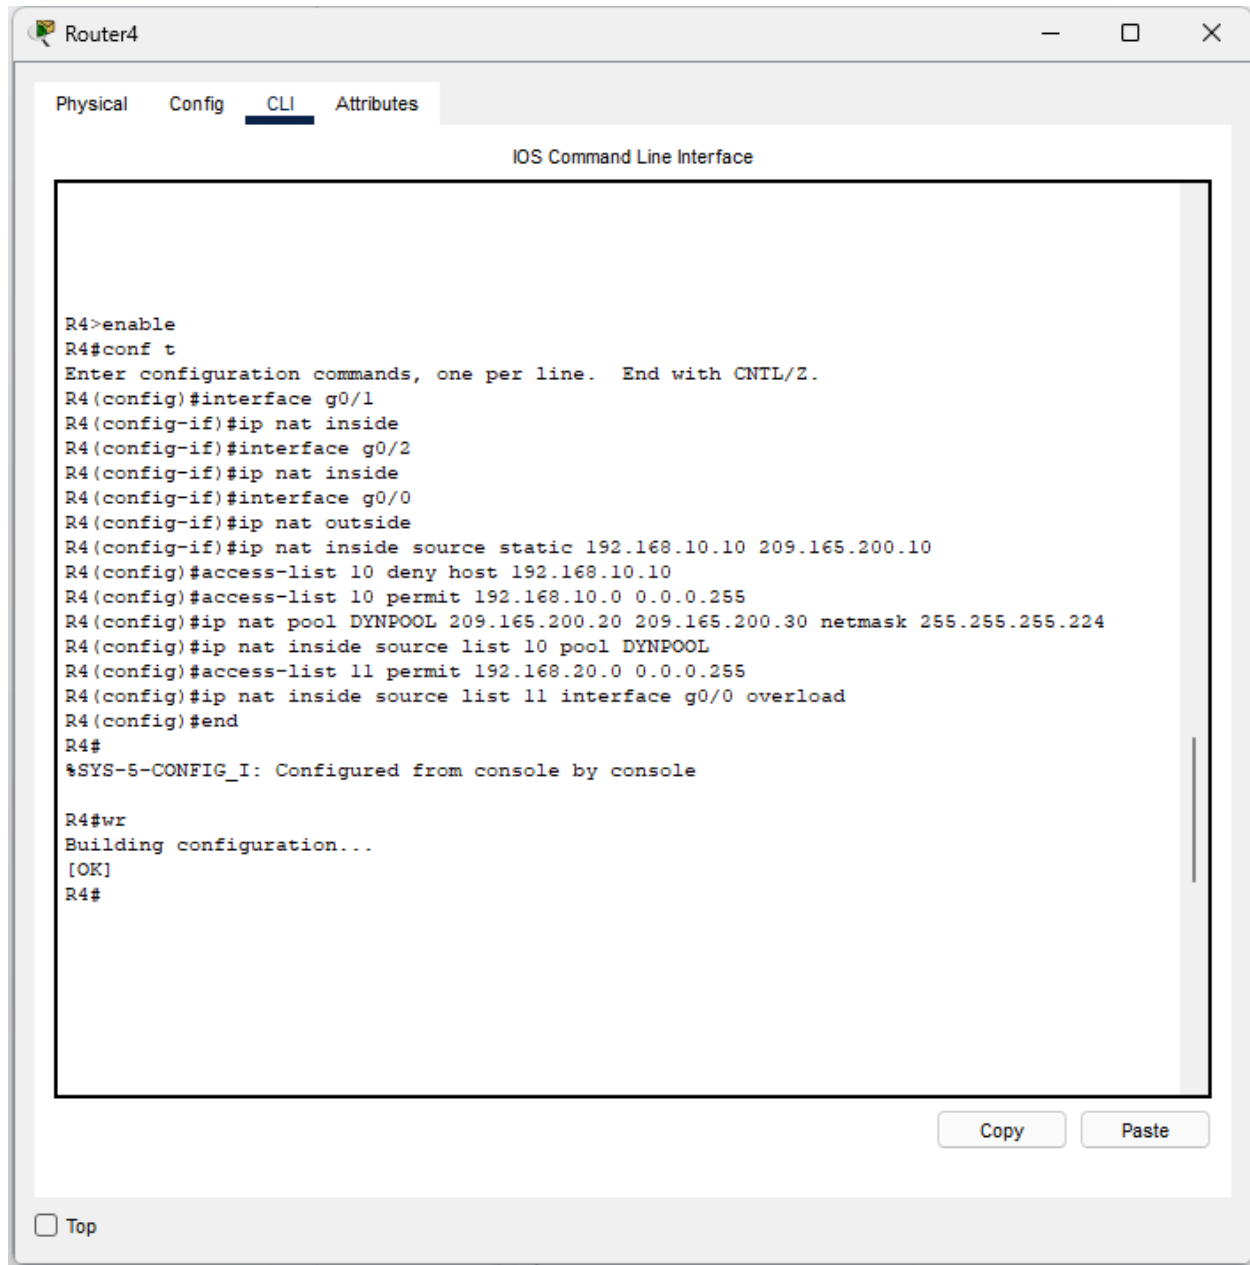 Router4
Physical Config CLI Attributes
IOS Command Line Interface
R4>enable
R4#conf t
Enter configuration commands, one per line.  End with CNTL/Z.
R4(config)#interface g0/1
R4(config-if)#ip nat inside
R4(config-if)#interface g0/2
R4(config-if)#ip nat inside
R4(config-if)#interface g0/0
R4(config-if)#ip nat outside
R4(config-if)#ip nat inside source static 192.168.10.10 209.165.200.10
R4(config)#access-list 10 deny host 192.168.10.10
R4(config)#access-list 10 permit 192.168.10.0 0.0.0.255
R4(config)#ip nat pool DYNPOOL 209.165.200.20 209.165.200.30 netmask 255.255.255.224
R4(config)#ip nat inside source list 10 pool DYNPOOL
R4(config)#access-list 11 permit 192.168.20.0 0.0.0.255
R4(config)#ip nat inside source list 11 interface g0/0 overload
R4(config)#end
R4#
%SYS-5-CONFIG_I: Configured from console by console
R4#wr
Building configuration...
[OK]
R4#
Copy Paste
Top